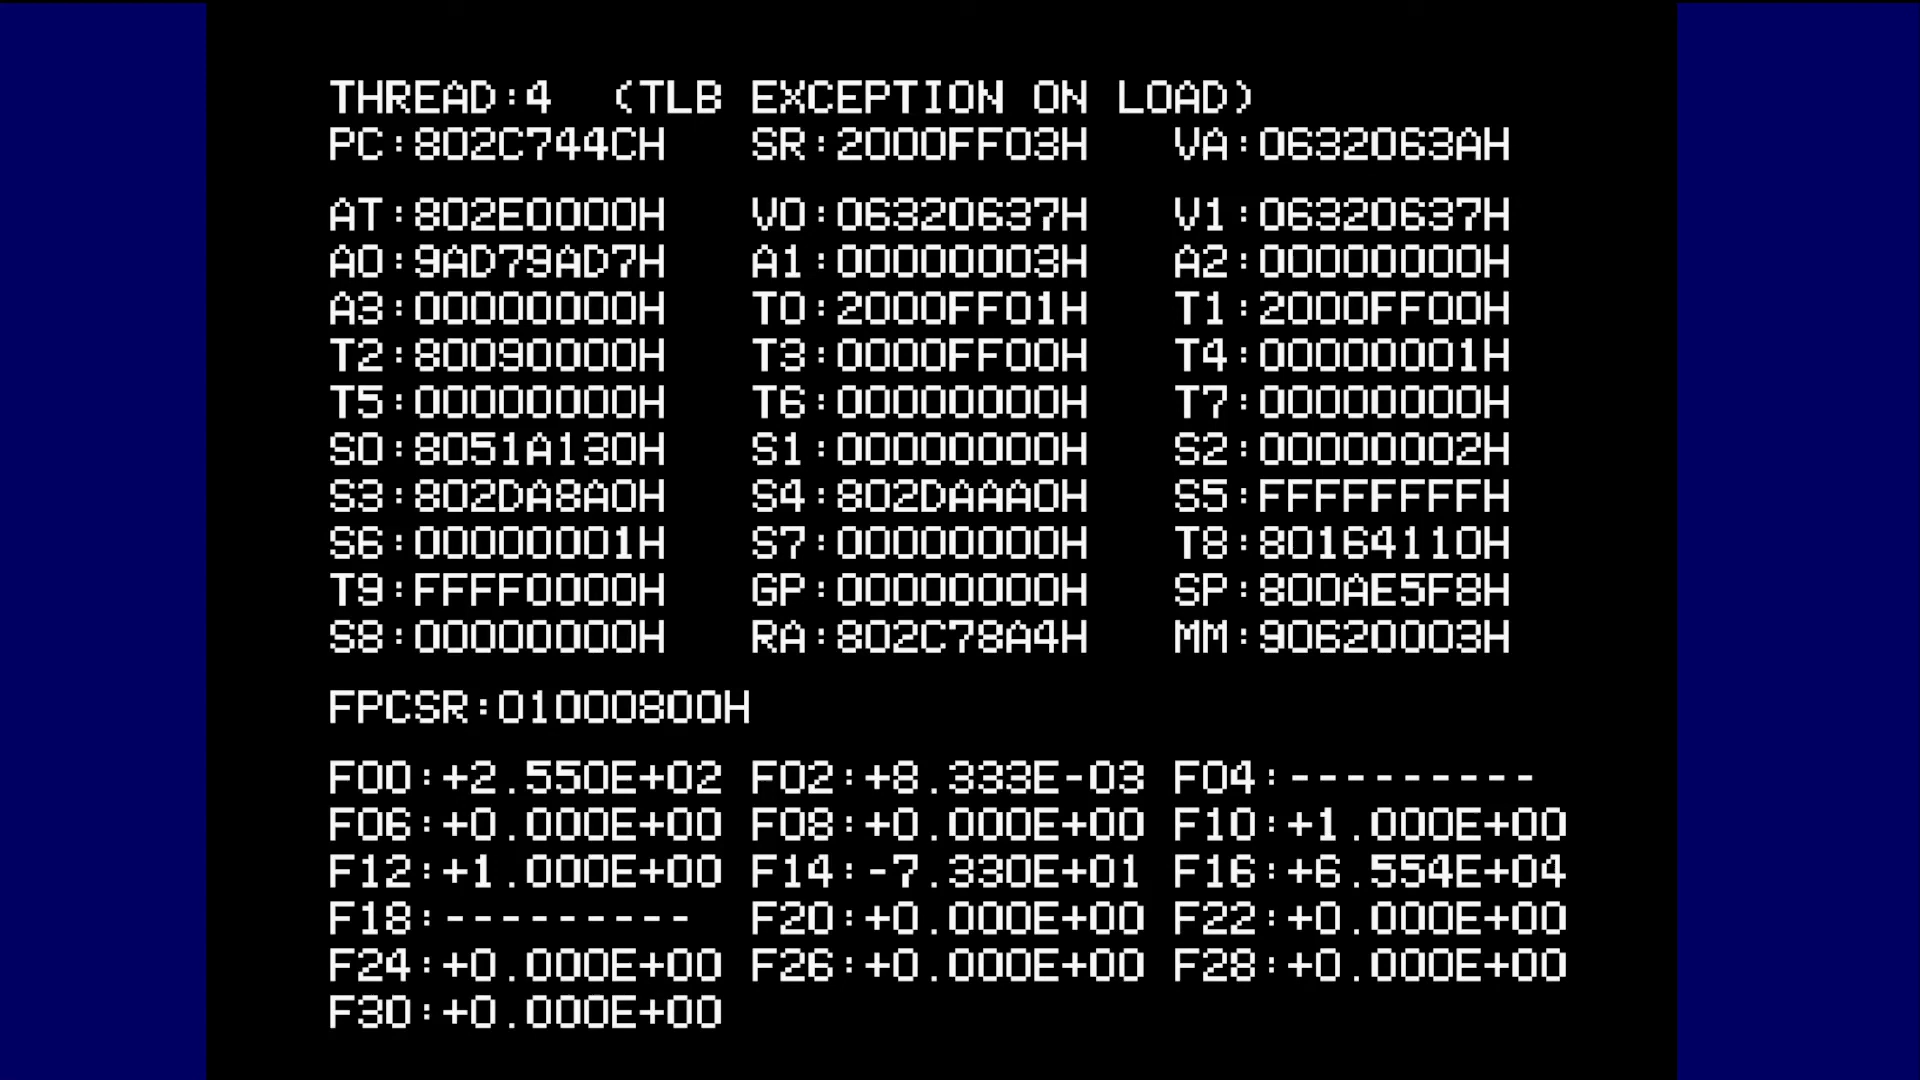 THREAD:4 (TLB EXCEPTION ON LOAD)
PC:802C744CH SR:2000FF03H VA:0632063AH
AT:802E0000H V0:06320637H V1:06320637H
A0:9AD79AD7H A1:00000003H A2:00000000H
A3:00000000H T0:2000FF01H T1:2000FF00H
T2:80090000H T3:0000FF00H T4:00000001H
T5:00000000H T6:00000000H T7:00000000H
S0:8051A130H S1:00000000H S2:00000002H
S3:802DA8A0H S4:802DAAA0H S5:FFFFFFFFH
S6:00000001H S7:00000000H T8:80164110H
T9:FFFF0000H GP:00000000H SP:800AE5F8H
S8:00000000H RA:802C78A4H MM:90620003H
FPCSR:01000800H
F00:+2.550E+02 F02:+8.333E-03 F04:---------
F06:+0.000E+00 F08:+0.000E+00 F10:+1.000E+00
F12:+1.000E+00 F14:-7.330E+01 F16:+6.554E+04
F18:--------- F20:+0.000E+00 F22:+0.000E+00
F24:+0.000E+00 F26:+0.000E+00 F28:+0.000E+00
F30:+0.000E+00